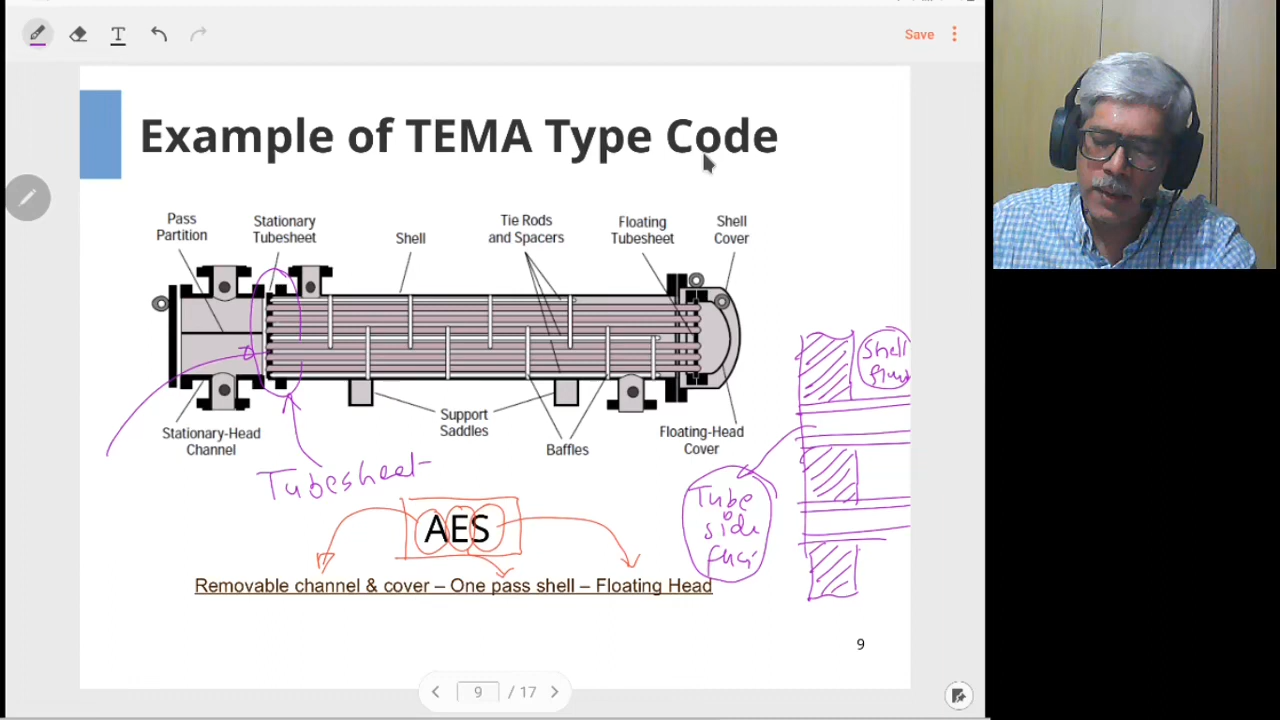 Save
Example of TEMA Type Code
Pass
Partition
Stationary
Tubesheet
Shell
Tie Rods
and Spacers
Floating
Tubesheet
Shell
Cover
Shell
fluid
Support
Saddles
Stationary-Head
Channel
Baffles
Floating-Head
Cover
Tubesheet
Tube
side
AES
Removable channel & cover – One pass shell – Floating Head
9
9 / 17